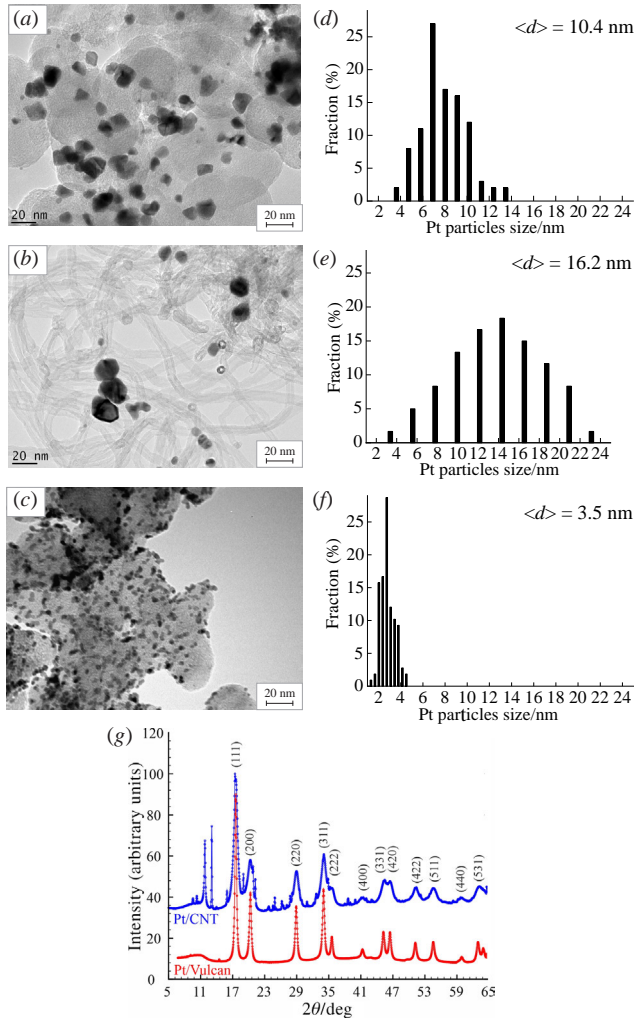 (a)
20 nm
20 nm
(d)
<d> = 10.4 nm
Fraction (%)
25
20
15
10
5
0
2 4 6 8 10 12 14 16 18 20 22 24
Pt particles size/nm
(b)
20 nm
20 nm
(e)
<d> = 16.2 nm
Fraction (%)
25
20
15
10
5
0
2 4 6 8 10 12 14 16 18 20 22 24
Pt particles size/nm
(c)
20 nm
(f)
<d> = 3.5 nm
Fraction (%)
25
20
15
10
5
0
2 4 6 8 10 12 14 16 18 20 22 24
Pt particles size/nm
(g)
Intensity (arbitrary units)
120
100
80
60
40
20
0
(111)
(200)
(220)
(311)
(222)
(400)
(331)
(420)
(422)
(511)
(440)
(531)
Pt/CNT
Pt/Vulcan
5 11 17 23 29 35 41 47 53 59 65
2θ/deg